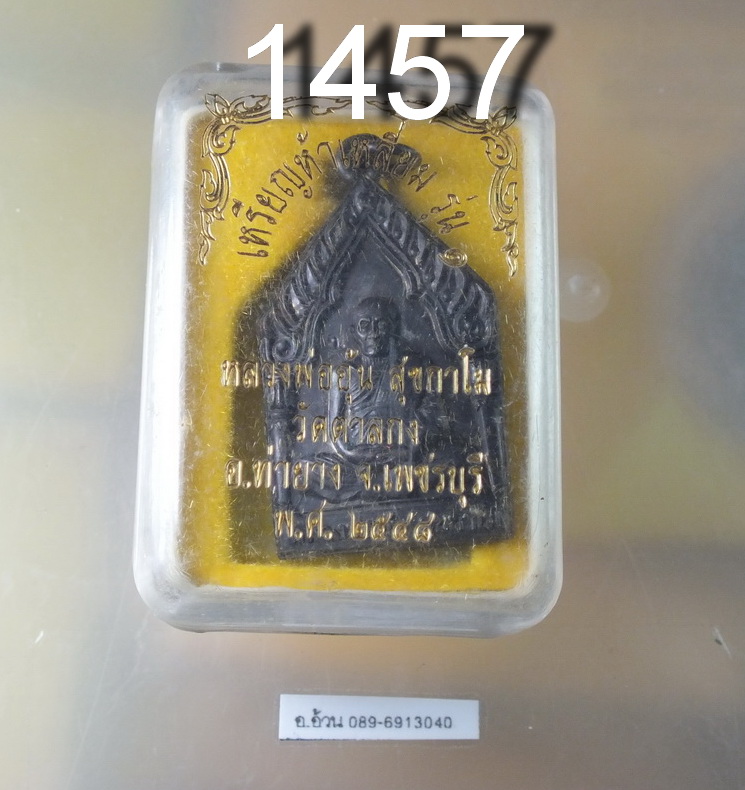 1457
เหรียญห้าเหลี่ยม รุ่น ๑
หลวงพ่ออุ้น สุขกาโม
วัดตาลกง
อ.ท่ายาง จ.เพชรบุรี
พ.ศ. ๒๕๔๘
อ.อ้วน 089-6913040